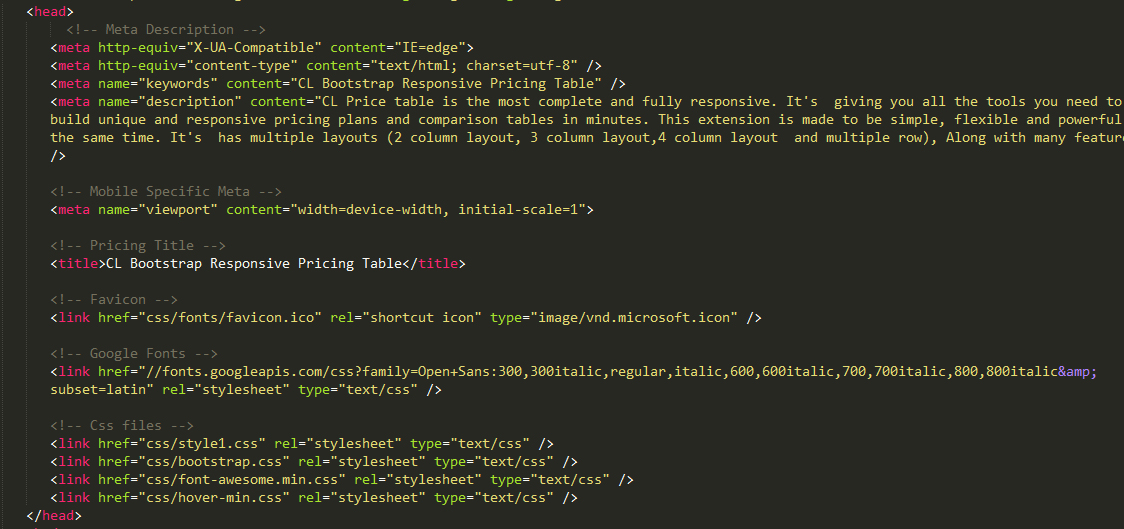 <head>
<!-- Meta Description -->
<meta http-equiv="X-UA-Compatible" content="IE=edge">
<meta http-equiv="content-type" content="text/html; charset=utf-8" />
<meta name="keywords" content="CL Bootstrap Responsive Pricing Table" />
<meta name="description" content="CL Price table is the most complete and fully responsive. It's  giving you all the tools you need to
build unique and responsive pricing plans and comparison tables in minutes. This extension is made to be simple, flexible and powerful
the same time. It's  has multiple layouts (2 column layout, 3 column layout,4 column layout  and multiple row), Along with many feature
/>
<!-- Mobile Specific Meta -->
<meta name="viewport" content="width=device-width, initial-scale=1">
<!-- Pricing Title -->
<title>CL Bootstrap Responsive Pricing Table</title>
<!-- Favicon -->
<link href="css/fonts/favicon.ico" rel="shortcut icon" type="image/vnd.microsoft.icon" />
<!-- Google Fonts -->
<link href="//fonts.googleapis.com/css?family=Open+Sans:300,300italic,regular,italic,600,600italic,700,700italic,800,800italic&amp;
subset=latin" rel="stylesheet" type="text/css" />
<!-- Css files -->
<link href="css/style1.css" rel="stylesheet" type="text/css" />
<link href="css/bootstrap.css" rel="stylesheet" type="text/css" />
<link href="css/font-awesome.min.css" rel="stylesheet" type="text/css" />
<link href="css/hover-min.css" rel="stylesheet" type="text/css" />
</head>